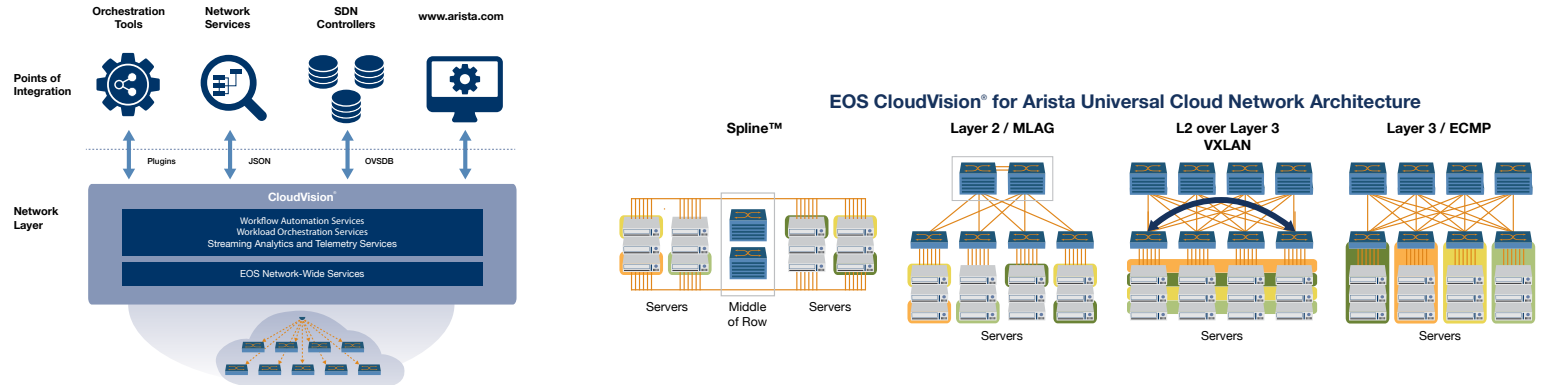 Orchestration
Tools
Network
Services
SDN
Controllers
www.arista.com
Points of
Integration
Plugins
JSON
OVSDB
Network
Layer
CloudVision®
Workflow Automation Services
Workload Orchestration Services
Streaming Analytics and Telemetry Services
EOS Network-Wide Services
EOS CloudVision® for Arista Universal Cloud Network Architecture
Spline™
Servers
Middle
of Row
Servers
Layer 2 / MLAG
Servers
L2 over Layer 3
VXLAN
Servers
Layer 3 / ECMP
Servers